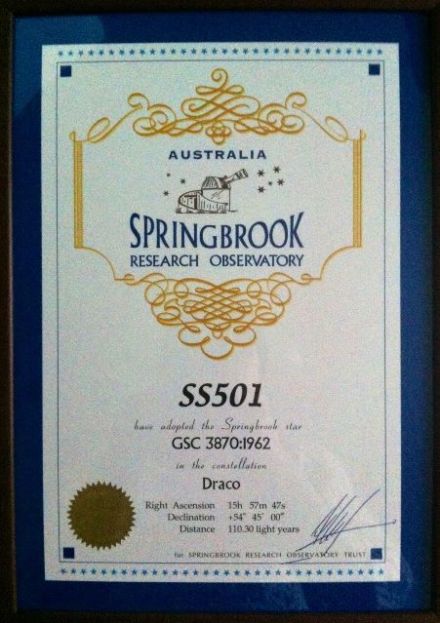 AUSTRALIA
SPRINGBROOK
RESEARCH OBSERVATORY
SS501
have adopted the Springbrook star
GSC 3870:1962
in the constellation
Draco
Right Ascension 15h 57m 47s
Declination +54° 45' 00"
Distance 110.30 light years
for SPRINGBROOK RESEARCH OBSERVATORY TRUST